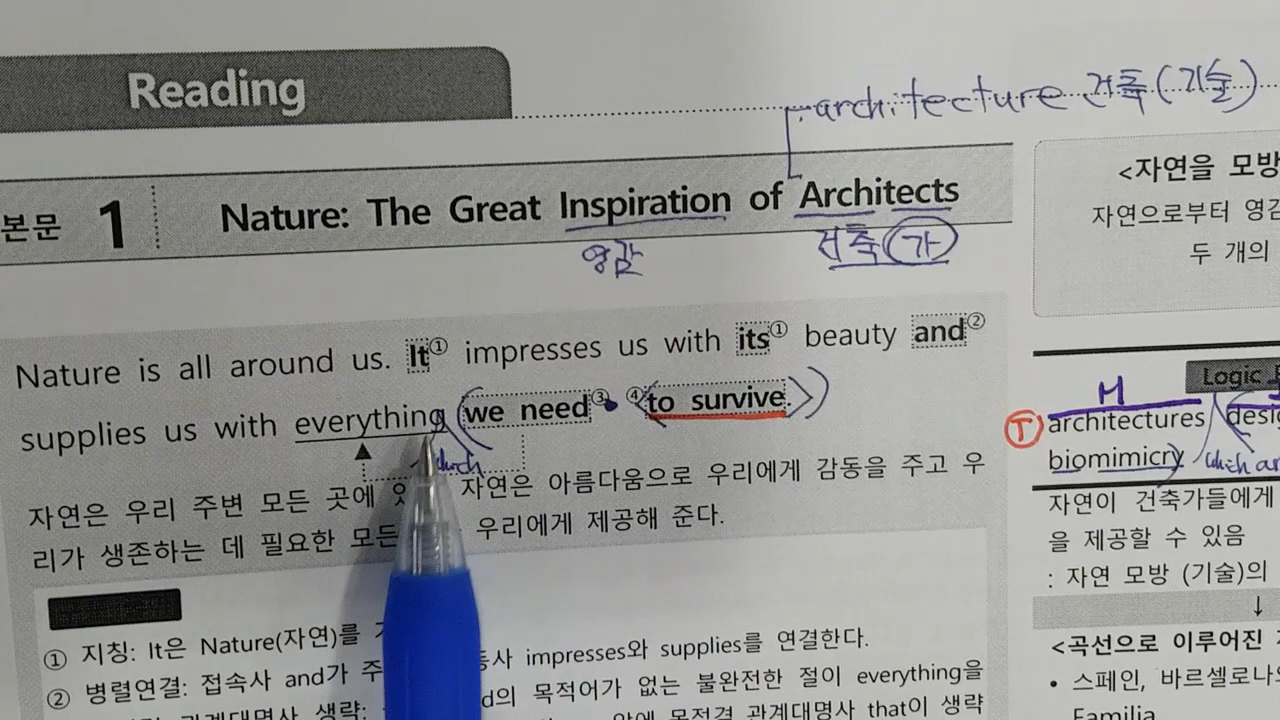 Reading
architecture 건축(기술)
본문 1 Nature: The Great Inspiration of Architects
영감 건축(가)
Nature is all around us. It① impresses us with its① beauty and②
supplies us with everything (we need③ ④<to survive.>)
자연은 우리 주변 모든 곳에 자연은 아름다움으로 우리에게 감동을 주고 우
리가 생존하는 데 필요한 모든 우리에게 제공해 준다.
① 지칭: It은 Nature(자연)를 impresses와 supplies를 연결한다.
② 병렬연결: 접속사 and가 목적어가 없는 불완전한 절이 everything을
관계대명사 생략: 목적격 관계대명사 that이 생략
<자연을 모방
자연으로부터 영감
두 개의
Logic
H
T architectures desig
biomimicry which ar
자연이 건축가들에게
을 제공할 수 있음
: 자연 모방 (기술)의
↓
<곡선으로 이루어진
• 스페인, 바르셀로나
Familia